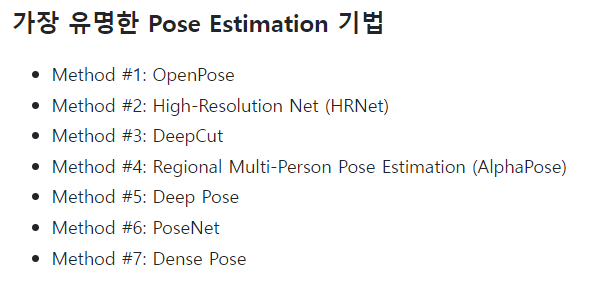 가장 유명한 Pose Estimation 기법
Method #1: OpenPose
Method #2: High-Resolution Net (HRNet)
Method #3: DeepCut
Method #4: Regional Multi-Person Pose Estimation (AlphaPose)
Method #5: Deep Pose
Method #6: PoseNet
Method #7: Dense Pose